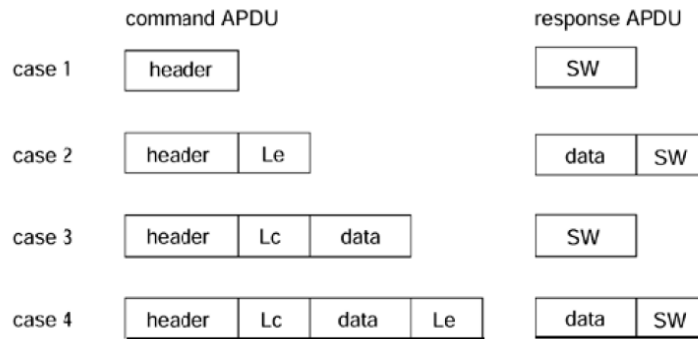 command APDU response APDU
case 1 header SW
case 2 header Le data SW
case 3 header Lc data SW
case 4 header Lc data Le data SW